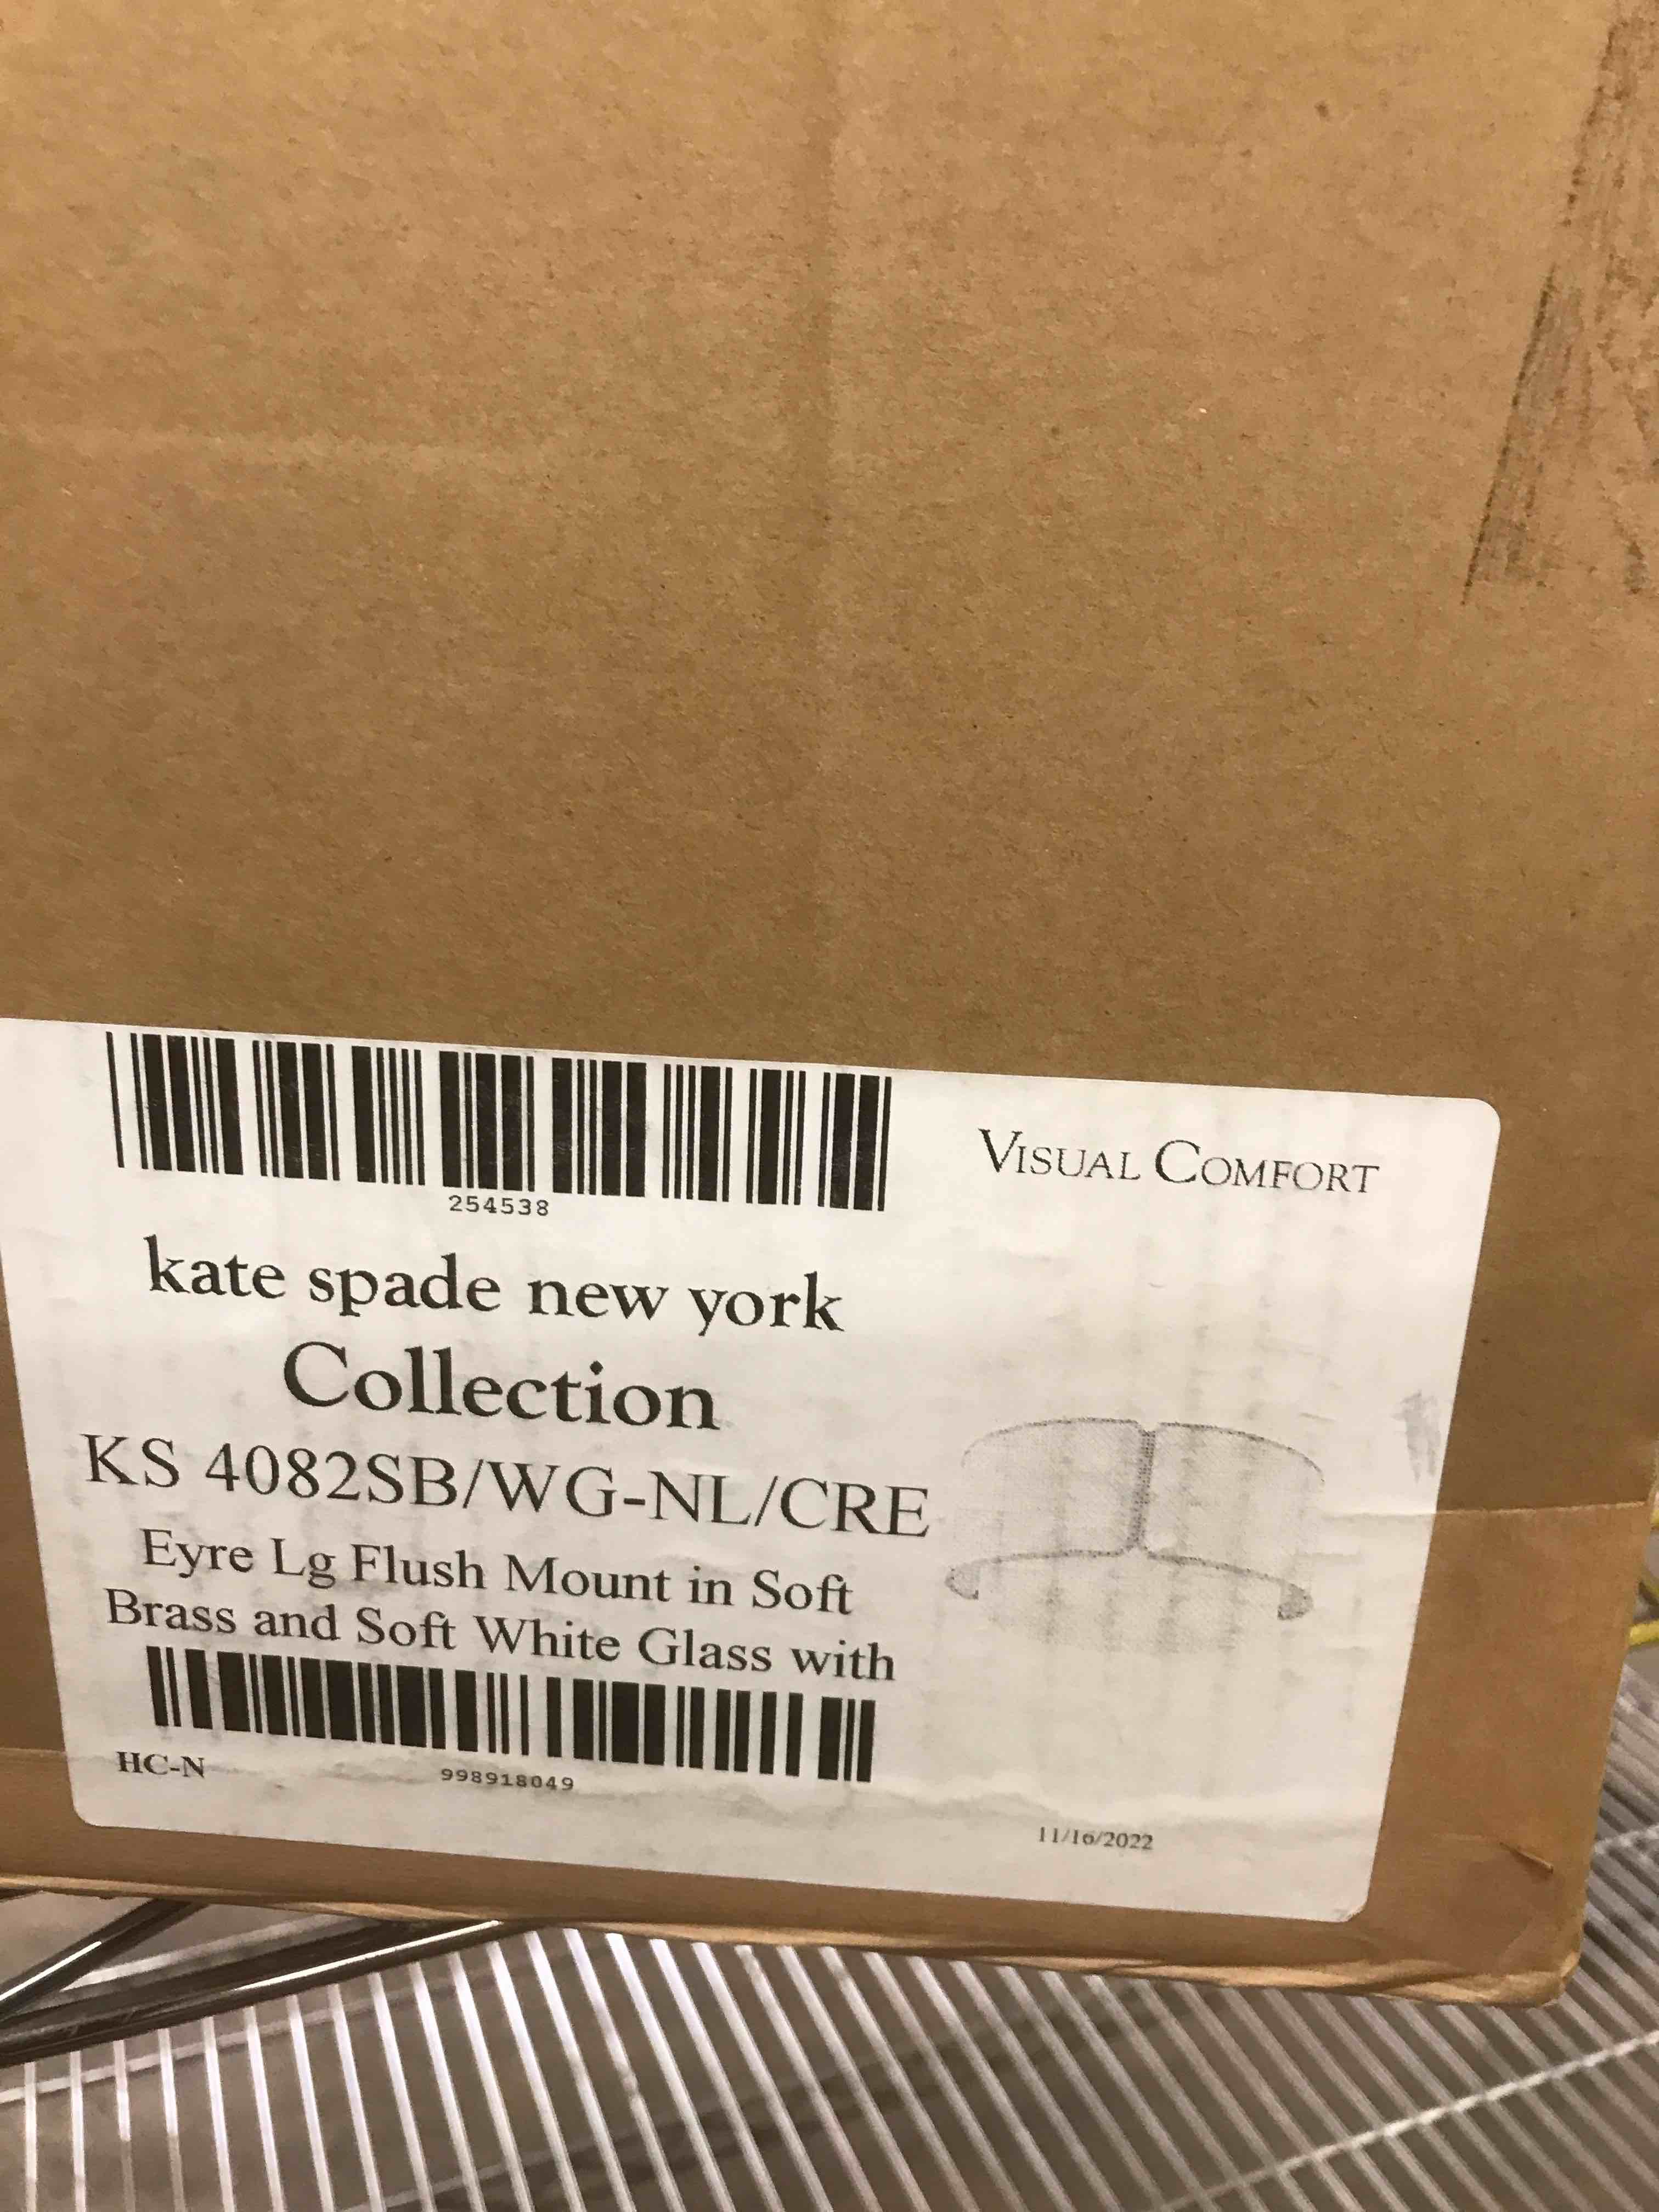 254538
VISUAL COMFORT
kate spade new york
Collection
KS 4082SB/WG-NL/CRE
Eyre Lg Flush Mount in Soft
Brass and Soft White Glass with
HC-N
998918049
11/16/2022